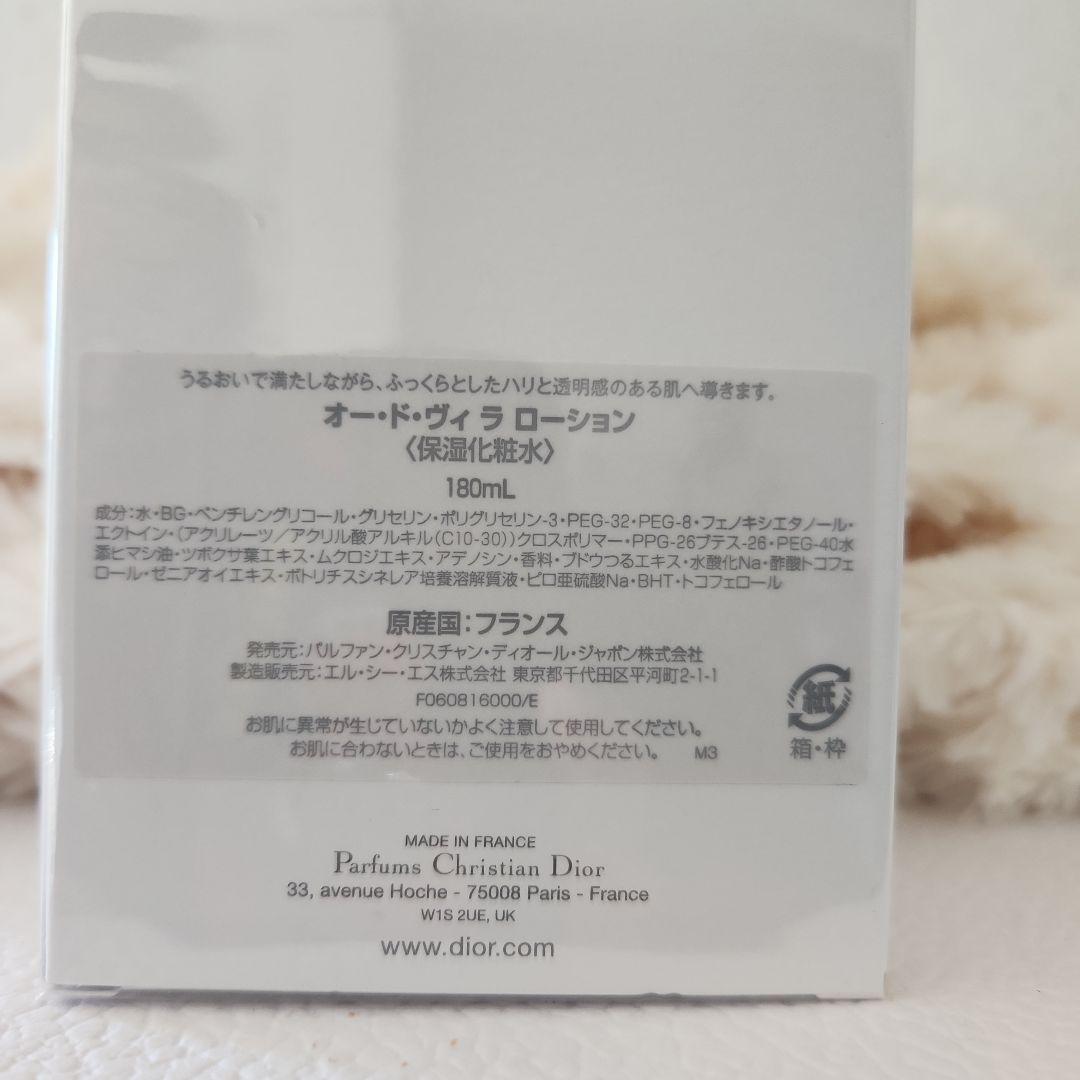 うるおいで満たしながら、ふっくらとしたハリと透明感のある肌へ導きます。
オー・ド・ヴィ ラ ローション
〈保湿化粧水〉
180mL
成分：水・BG・ペンチレングリコール・グリセリン・ポリグリセリン-3・PEG-32・PEG-8・フェノキシエタノール・
エクトイン・（アクリレーツ／アクリル酸アルキル（C10-30））クロスポリマー・PPG-26ブテス-26・PEG-40水
添ヒマシ油・ツボクサ葉エキス・ムクロジエキス・アデノシン・香料・ブドウつるエキス・水酸化Na・酢酸トコフェ
ロール・ゼニアオイエキス・ボトリチスシネレア培養溶解質液・ピロ亜硫酸Na・BHT・トコフェロール
原産国：フランス
発売元：パルファン・クリスチャン・ディオール・ジャポン株式会社
製造販売元：エル・シー・エス株式会社 東京都千代田区平河町2-1-1
F060816000/E
お肌に異常が生じていないかよく注意して使用してください。
お肌に合わないときは、ご使用をおやめください。 M3
紙
箱・枠
MADE IN FRANCE
Parfums Christian Dior
33, avenue Hoche - 75008 Paris - France
W1S 2UE, UK
www.dior.com